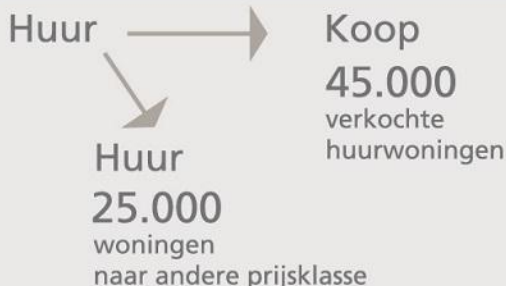 Huur
Koop
45.000
verkochte
huurwoningen
Huur
25.000
woningen
naar andere prijsklasse